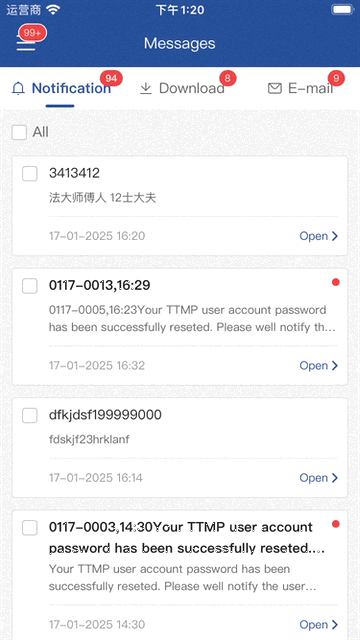 运营商 下午1:20
99+
Messages
Notification 94 Download 8 E-mail 9
All
3413412
法大师傅人 12士大夫
17-01-2025 16:20 Open
0117-0013,16:29
0117-0005,16:23Your TTMP user account password
has been successfully reseted. Please well notify th...
17-01-2025 16:32 Open
dfkjdsf199999000
fdskjf23hrklanf
17-01-2025 16:14 Open
0117-0003,14:30Your TTMP user account
password has been successfully reseted....
Your TTMP user account password has been
successfully reseted. Please well notify the user...
17-01-2025 14:30 Open